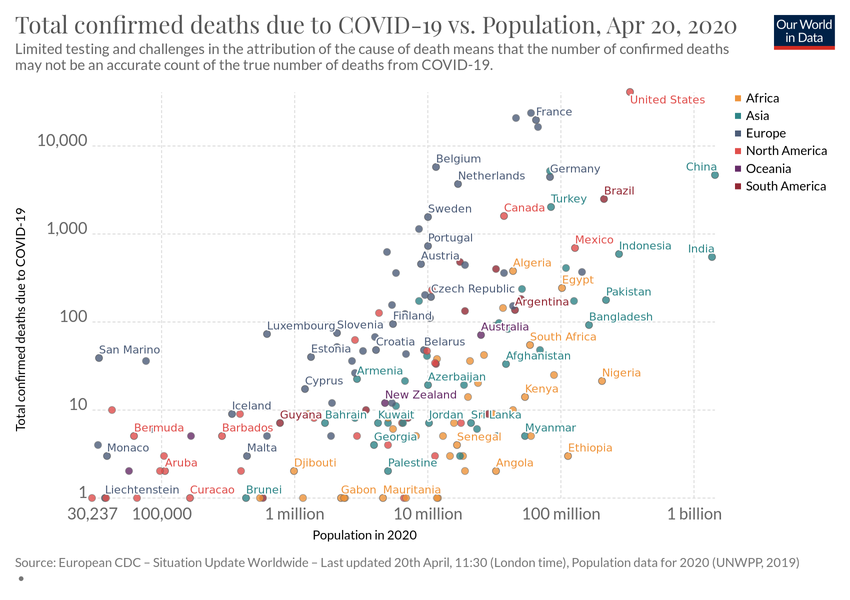 Total confirmed deaths due to COVID-19 vs. Population, Apr 20, 2020
Our World
in Data
Limited testing and challenges in the attribution of the cause of death means that the number of confirmed deaths
may not be an accurate count of the true number of deaths from COVID-19.
United States
Africa
Asia
Europe
North America
Oceania
South America
France
10,000
Belgium
Germany
China
Netherlands
Brazil
Turkey
Sweden
Canada
1,000
Portugal
Mexico
Indonesia
India
Austria
Algeria
Czech Republic
Egypt
Pakistan
Argentina
100
Finland
Bangladesh
Luxembourg
Slovenia
Australia
San Marino
Estonia
Croatia
Belarus
South Africa
Afghanistan
Cyprus
Armenia
Azerbaijan
Nigeria
New Zealand
Kenya
10
Iceland
Guyana
Bahrain
Kuwait
Jordan
Sri Lanka
Bermuda
Barbados
Georgia
Senegal
Myanmar
Monaco
Malta
Ethiopia
Aruba
Djibouti
Palestine
Angola
Liechtenstein
Curacao
Brunei
Gabon
Mauritania
1
30,237
100,000
1 million
10 million
100 million
1 billion
Total confirmed deaths due to COVID-19
Population in 2020
Source: European CDC – Situation Update Worldwide – Last updated 20th April, 11:30 (London time), Population data for 2020 (UNWPP, 2019)